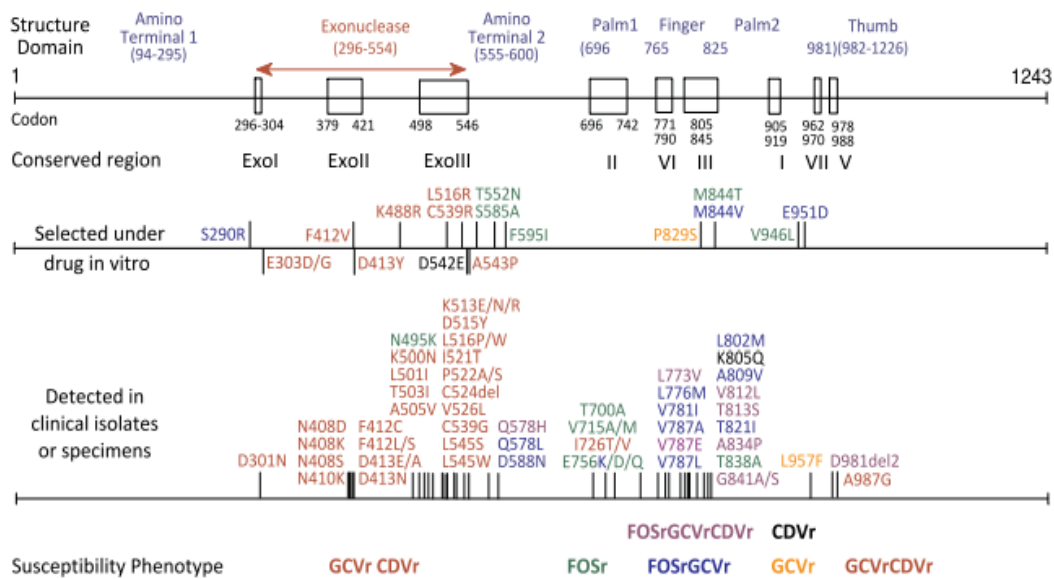 Structure Domain
Amino Terminal 1 (94-295)
Exonuclease (296-554)
Amino Terminal 2 (555-600)
Palm1 (696
Finger
765 825
Palm2
981)
Thumb
(982-1226)
1 1243
Codon
296-304 379 421 498 546 696 742 771 790 805 845 905 919 962 970 978 988
Conserved region ExoI ExoII ExoIII II VI III I VII V
L516R T552N M844T
K488R C539R S585A M844V E951D
Selected under S290R F412V F595I P829S V946L
drug in vitro E303D/G D413Y D542E A543P
Detected in clinical isolates or specimens
D301N
N408D
N408K
N408S
N410K
F412C
F412L/S
D413E/A
D413N
N495K
K500N
L501I
T503I
A505V
K513E/N/R
D515Y
L516P/W
I521T
P522A/S
C524del
V526L
C539G
L545S
L545W
Q578H
Q578L
D588N
T700A
V715A/M
I726T/V
E756K/D/Q
L773V
L776M
V781I
V787A
V787E
V787L
L802M
K805Q
A809V
V812L
T813S
T821I
A834P
T838A
G841A/S
L957F
D981del2
A987G
FOSrGCVrCDVr CDVr
Susceptibility Phenotype GCVr CDVr FOSr FOSrGCVr GCVr GCVrCDVr